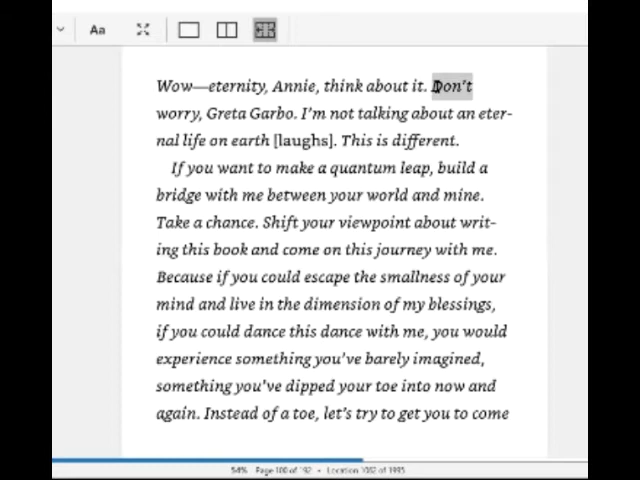 Aa
Wow—eternity, Annie, think about it. Don't
worry, Greta Garbo. I'm not talking about an eter-
nal life on earth [laughs]. This is different.
If you want to make a quantum leap, build a
bridge with me between your world and mine.
Take a chance. Shift your viewpoint about writ-
ing this book and come on this journey with me.
Because if you could escape the smallness of your
mind and live in the dimension of my blessings,
if you could dance this dance with me, you would
experience something you've barely imagined,
something you've dipped your toe into now and
again. Instead of a toe, let's try to get you to come
54% Page 100 of 192 • Location 1062 of 1995